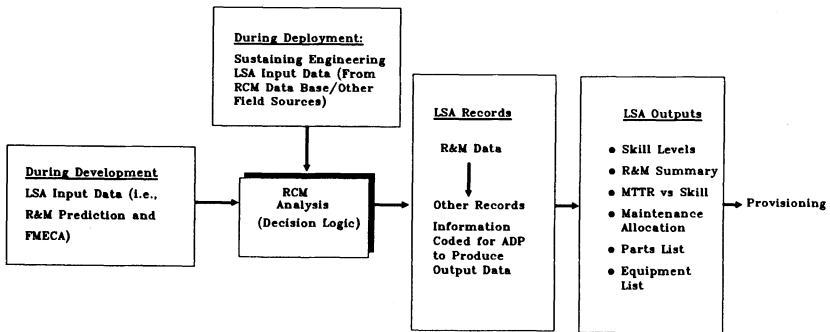 During Deployment:
Sustaining Engineering
LSA Input Data (From
RCM Data Base/Other
Field Sources)
During Development
LSA Input Data (i.e.,
R&M Prediction and
FMECA)
RCM
Analysis
(Decision Logic)
LSA Records
R&M Data
Other Records
Information
Coded for ADP
to Produce
Output Data
LSA Outputs
● Skill Levels
● R&M Summary
● MTTR vs Skill
● Maintenance
Allocation
● Parts List
● Equipment
List
Provisioning